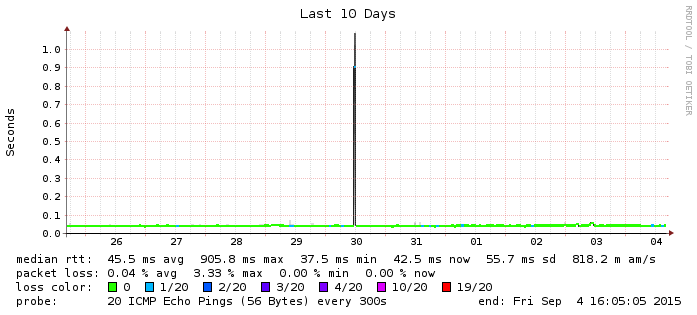 Last 10 Days
RRDTOOL / TOBI OETIKER
Seconds
1.0
0.9
0.8
0.7
0.6
0.5
0.4
0.3
0.2
0.1
0.0
26 27 28 29 30 31 01 02 03 04
median rtt: 45.5 ms avg 905.8 ms max 37.5 ms min 42.5 ms now 55.7 ms sd 818.2 m am/s
packet loss: 0.04 % avg 3.33 % max 0.00 % min 0.00 % now
loss color: 0 1/20 2/20 3/20 4/20 10/20 19/20
probe: 20 ICMP Echo Pings (56 Bytes) every 300s end: Fri Sep 4 16:05:05 2015